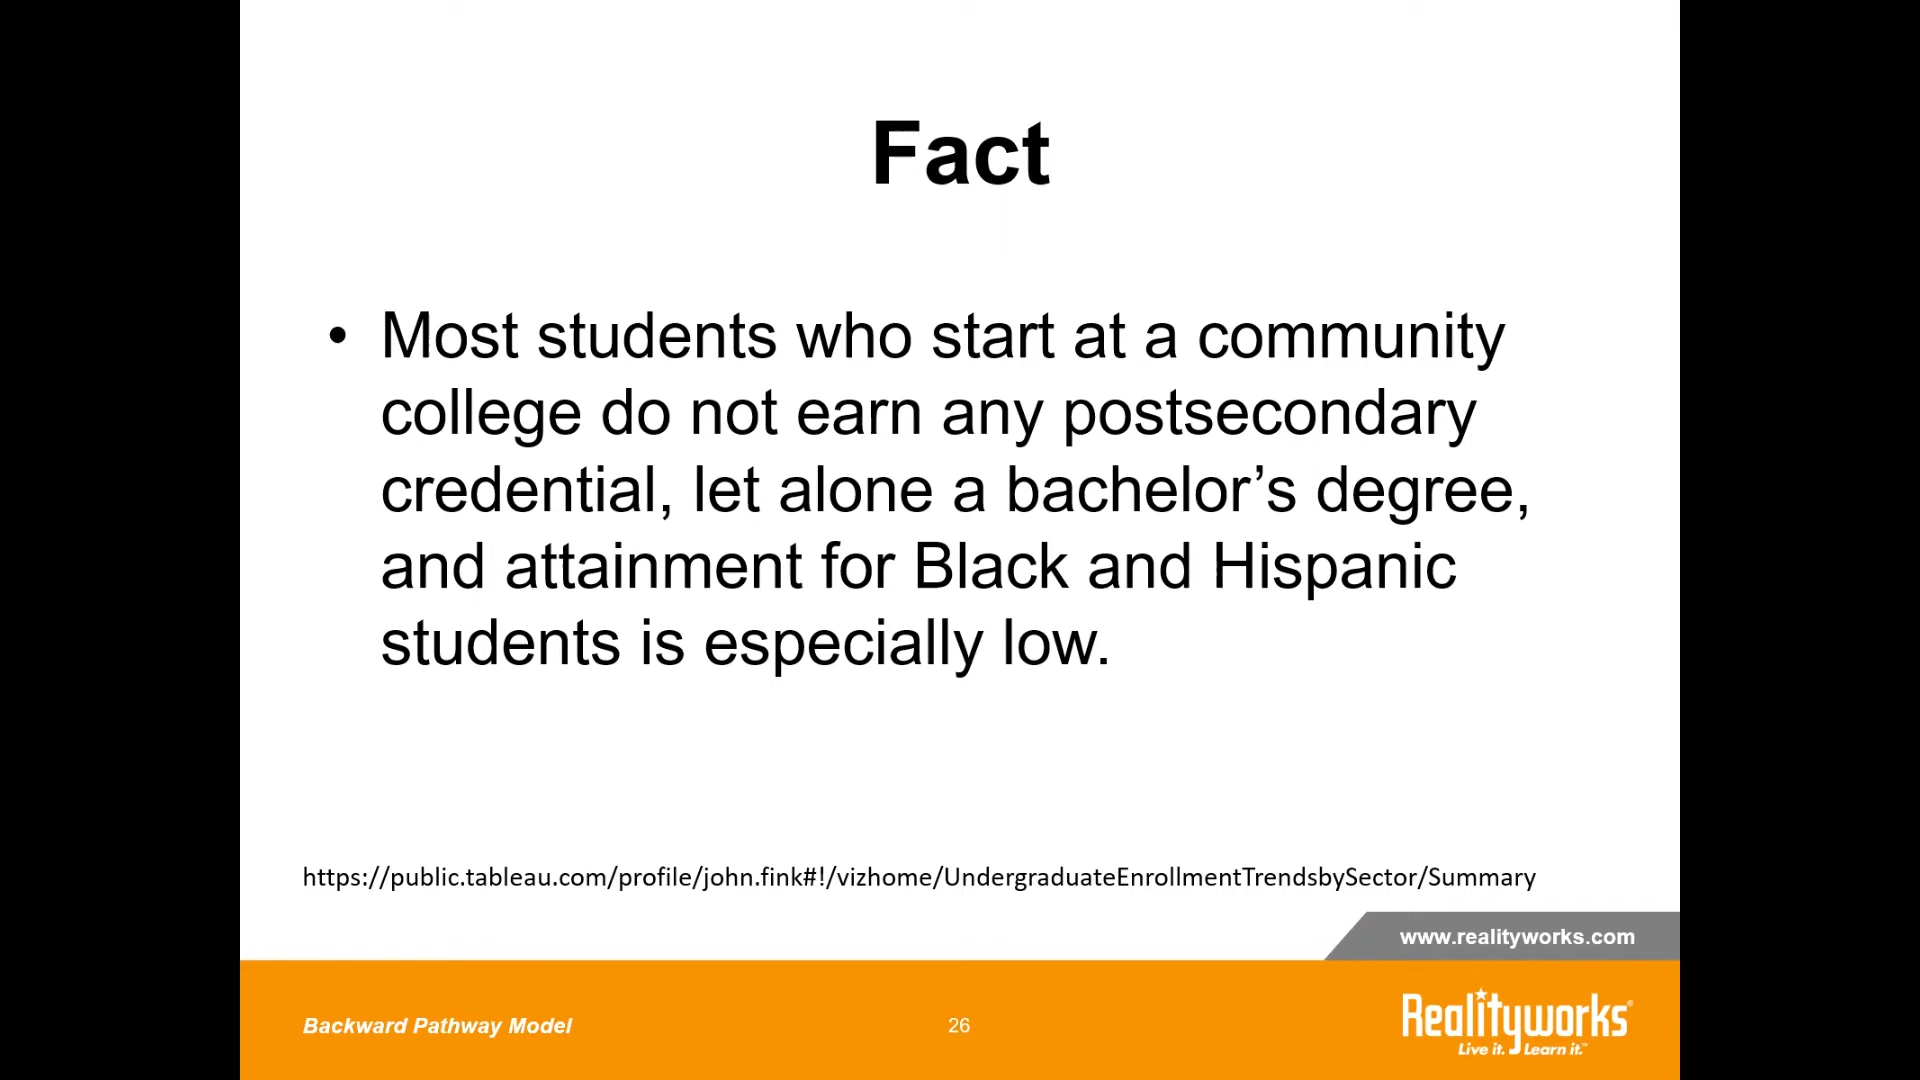 Fact
• Most students who start at a community
college do not earn any postsecondary
credential, let alone a bachelor’s degree,
and attainment for Black and Hispanic
students is especially low.
https://public.tableau.com/profile/john.fink#!/vizhome/UndergraduateEnrollmentTrendsbySector/Summary
www.realityworks.com
Backward Pathway Model
26
Realityworks®
Live it. Learn it.™